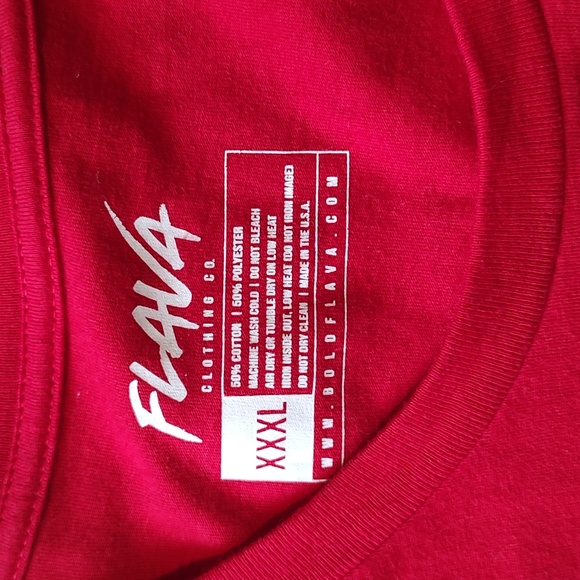 FLAVA
CLOTHING CO.
XXXL
50% COTTON | 50% POLYESTER
MACHINE WASH COLD | DO NOT BLEACH
AIR DRY OR TUMBLE DRY ON LOW HEAT
IRON INSIDE OUT, LOW HEAT (DO NOT IRON IMAGE)
DO NOT DRY CLEAN | MADE IN THE U.S.A.
WWW.BOLDFLAVA.COM